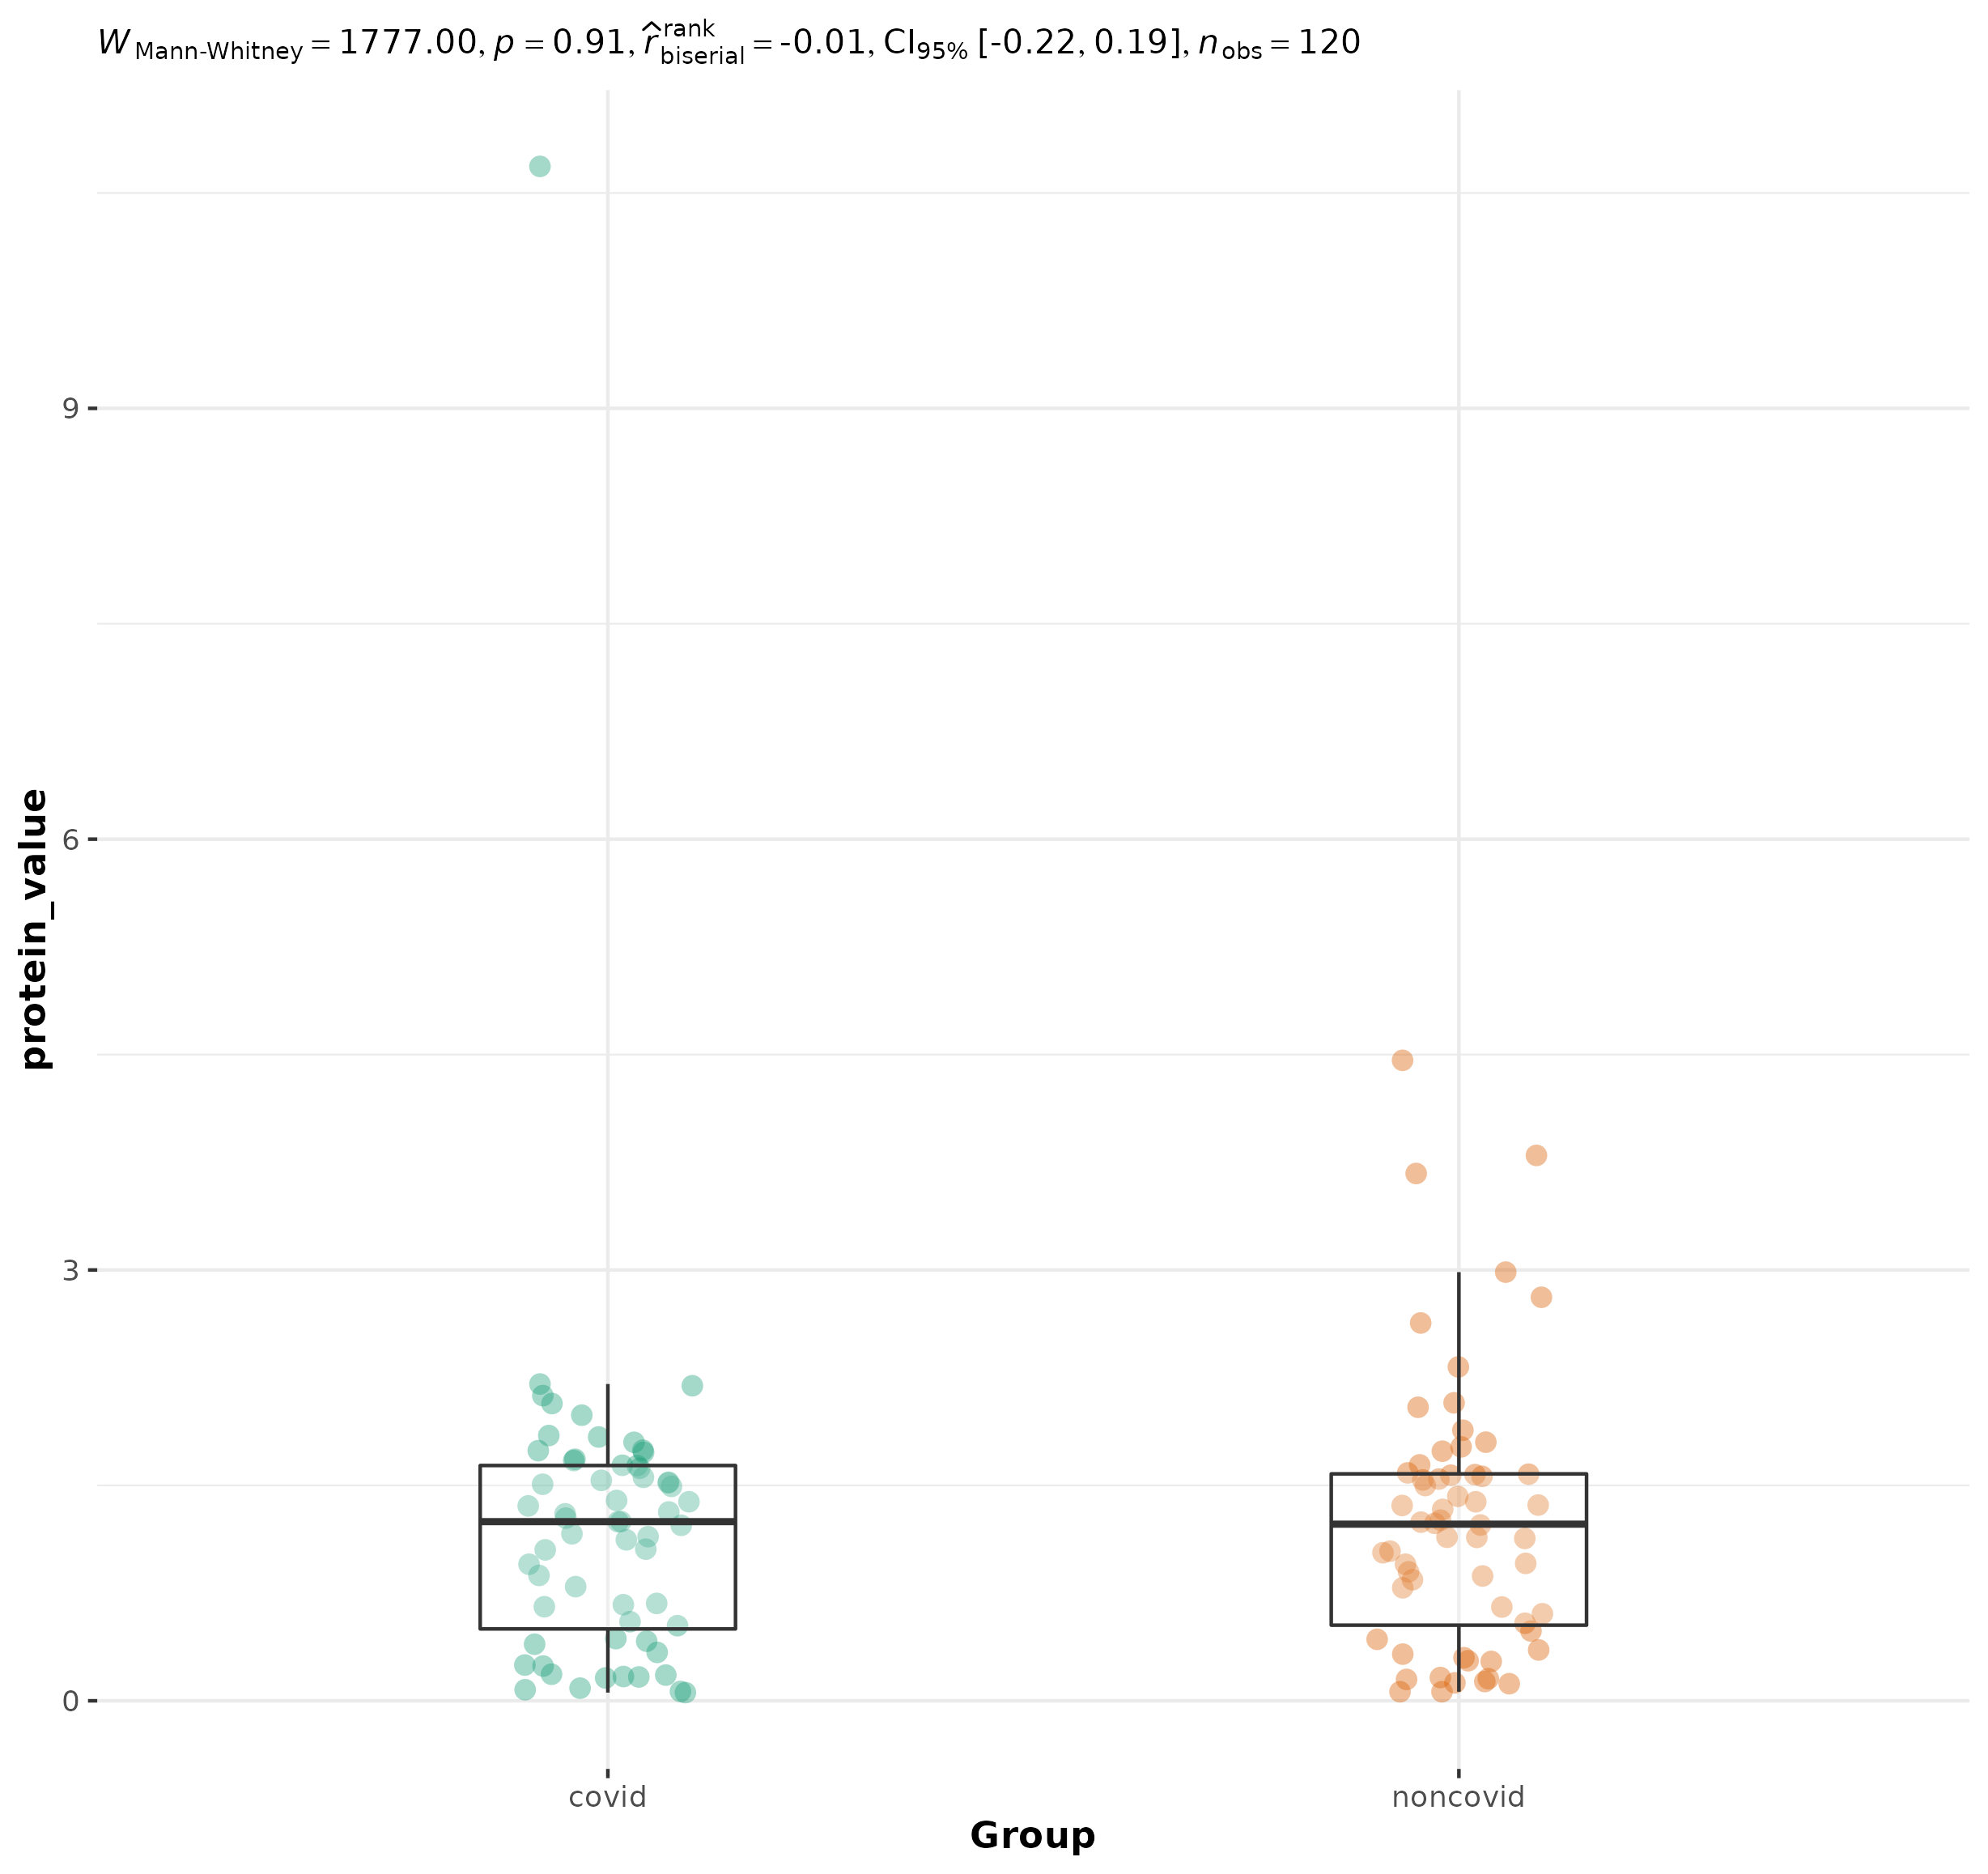 W Mann-Whitney = 1777.00, p = 0.91, r̂ rank biserial = -0.01, CI95% [-0.22, 0.19], nobs = 120
protein_value
9
6
3
0
covid noncovid
Group